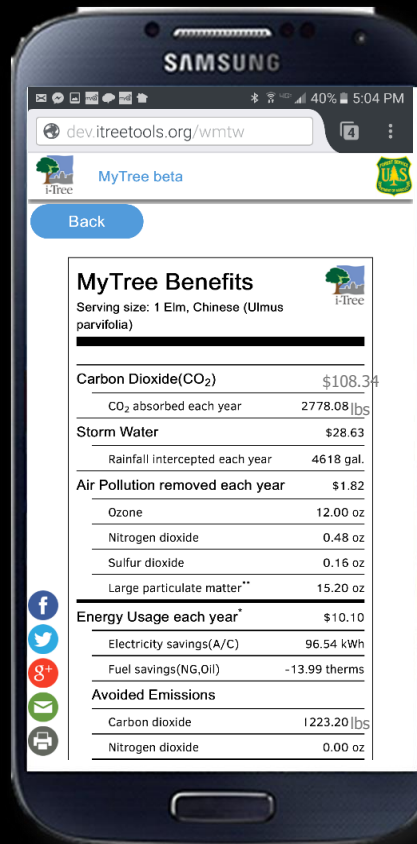 SAMSUNG
40% 5:04 PM
dev.itreetools.org/wmtw 4
i-Tree MyTree beta FOREST SERVICE UAS
Back
MyTree Benefits
i-Tree
Serving size: 1 Elm, Chinese (Ulmus
parvifolia)
Carbon Dioxide(CO₂) $108.34
CO₂ absorbed each year 2778.08 lbs
Storm Water $28.63
Rainfall intercepted each year 4618 gal.
Air Pollution removed each year $1.82
Ozone 12.00 oz
Nitrogen dioxide 0.48 oz
Sulfur dioxide 0.16 oz
Large particulate matter** 15.20 oz
Energy Usage each year* $10.10
Electricity savings(A/C) 96.54 kWh
Fuel savings(NG,Oil) -13.99 therms
Avoided Emissions
Carbon dioxide 1223.20 lbs
Nitrogen dioxide 0.00 oz
f
8+